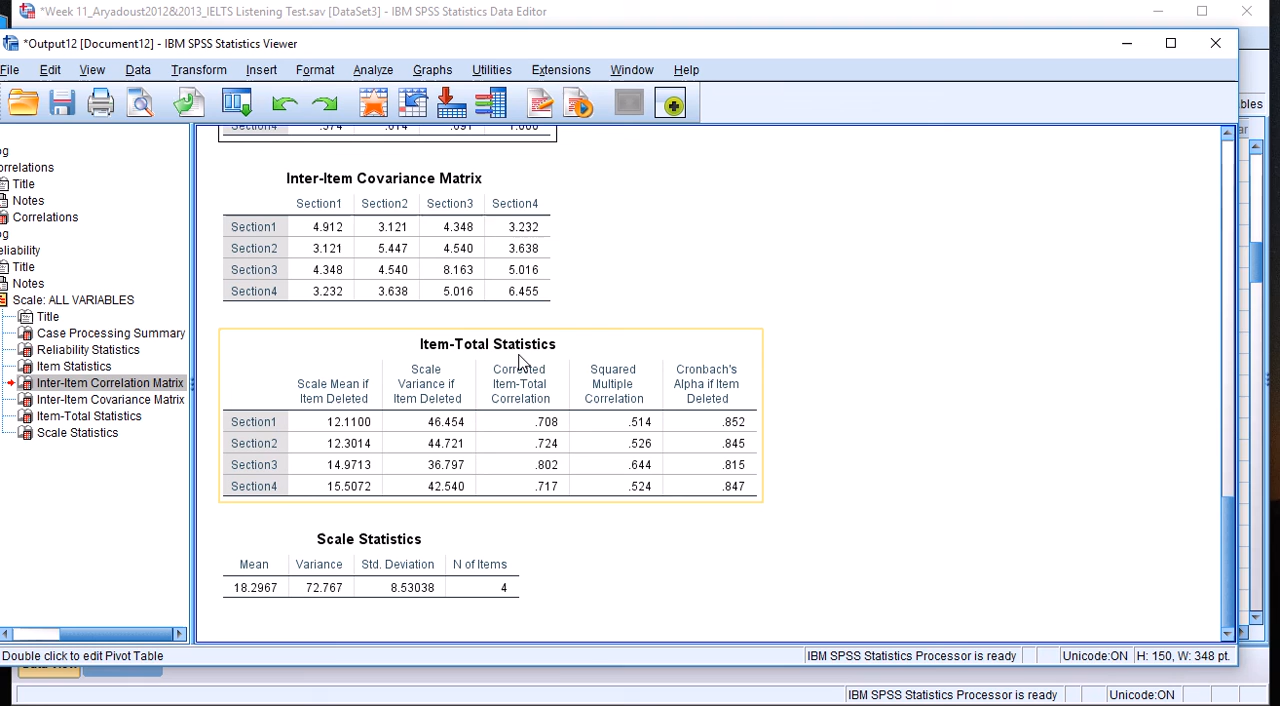 *Week 11_Aryadoust2012&2013_IELTS Listening Test.sav [DataSet3] - IBM SPSS Statistics Data Editor
*Output12 [Document12] - IBM SPSS Statistics Viewer
File Edit View Data Transform Insert Format Analyze Graphs Utilities Extensions Window Help
Section4 .574 .614 .691 1.000
og
orrelations
Title
Notes
Correlations
og
eliability
Title
Notes
Scale: ALL VARIABLES
Title
Case Processing Summary
Reliability Statistics
Item Statistics
Inter-Item Correlation Matrix
Inter-Item Covariance Matrix
Item-Total Statistics
Scale Statistics
Inter-Item Covariance Matrix
Section1 Section2 Section3 Section4
Section1 4.912 3.121 4.348 3.232
Section2 3.121 5.447 4.540 3.638
Section3 4.348 4.540 8.163 5.016
Section4 3.232 3.638 5.016 6.455
Item-Total Statistics
Scale Mean if Item Deleted Scale Variance if Item Deleted Corrected Item-Total Correlation Squared Multiple Correlation Cronbach's Alpha if Item Deleted
Section1 12.1100 46.454 .708 .514 .852
Section2 12.3014 44.721 .724 .526 .845
Section3 14.9713 36.797 .802 .644 .815
Section4 15.5072 42.540 .717 .524 .847
Scale Statistics
Mean Variance Std. Deviation N of Items
18.2967 72.767 8.53038 4
bles
ar
Double click to edit Pivot Table
IBM SPSS Statistics Processor is ready Unicode:ON H: 150, W: 348 pt.
IBM SPSS Statistics Processor is ready Unicode:ON